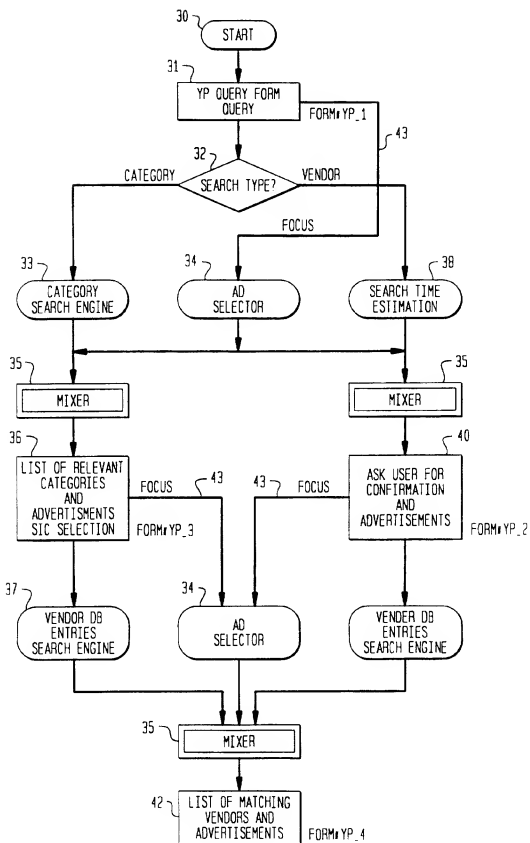 30
START
31
YP QUERY FORM
QUERY
FORM#YP_1
43
32
CATEGORY
SEARCH TYPE?
VENDOR
FOCUS
33
CATEGORY
SEARCH ENGINE
34
AD
SELECTOR
38
SEARCH TIME
ESTIMATION
35
MIXER
35
MIXER
36
LIST OF RELEVANT
CATEGORIES
AND
ADVERTISMENTS
SIC SELECTION
FORM#YP_3
FOCUS
43
43
FOCUS
40
ASK USER FOR
CONFIRMATION
AND
ADVERTISEMENTS
FORM#YP_2
37
VENDOR DB
ENTRIES
SEARCH ENGINE
34
AD
SELECTOR
VENDER DB
ENTRIES
SEARCH ENGINE
35
MIXER
42
LIST OF MATCHING
VENDORS AND
ADVERTISEMENTS
FORM#YP_4